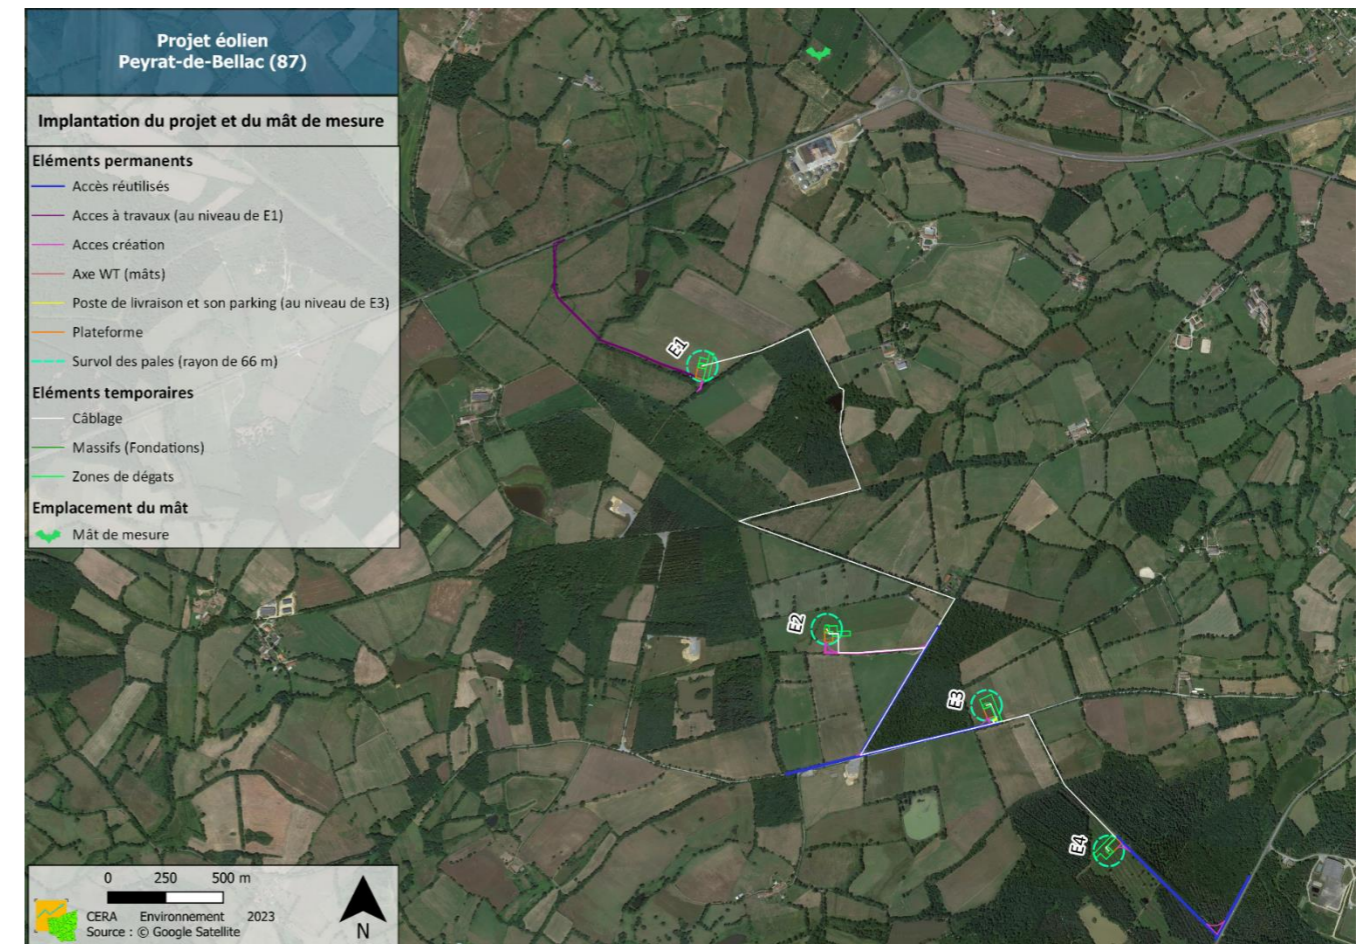 Projet éolien
Peyrat-de-Bellac (87)
Implantation du projet et du mât de mesure
Eléments permanents
Accès réutilisés
Acces à travaux (au niveau de E1)
Acces création
Axe WT (mâts)
Poste de livraison et son parking (au niveau de E3)
Plateforme
Survol des pales (rayon de 66 m)
Eléments temporaires
Câblage
Massifs (Fondations)
Zones de dégats
Emplacement du mât
Mât de mesure
E1
E2
E3
E4
0 250 500 m
CERA Environnement 2023
Source : © Google Satellite
N